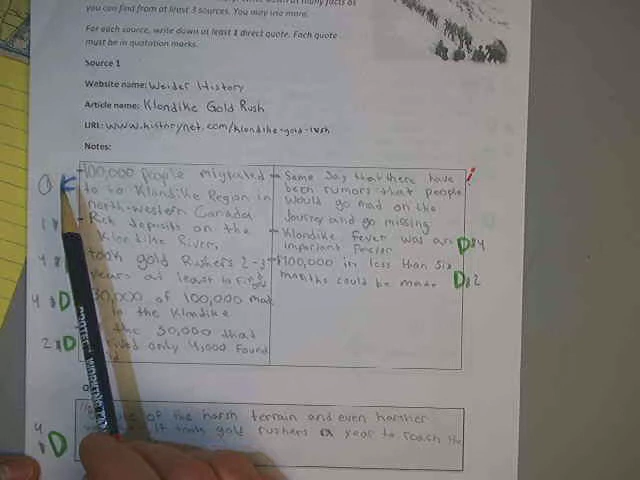 you can find from at least 3 sources. You may use more.
For each source, write down at least 1 direct quote. Each quote
must be in quotation marks.
Source 1
Website name: Weider History
Article name: Klondike Gold Rush
URL: www.historynet.com/klondike-gold-rush
Notes:
100,000 people migrated
to to Klondike Region in
north-western Canada
Rich deposits on the
Klondike River,
took gold Rushers 2-3
years at least to find
30,000 of 100,000 mad
to the Klondike
the 30,000 that
only 4,000 Found
Some say that there have
been rumors that people
would go mad on the
Journey and go missing
Klondike fever was an
important Factor
$100,000 in less than six
months could be made
i
D 4
D 2
4 D
2 D
of the harsh terrain and even harsher
it took gold rushers a year to reach the
4
D